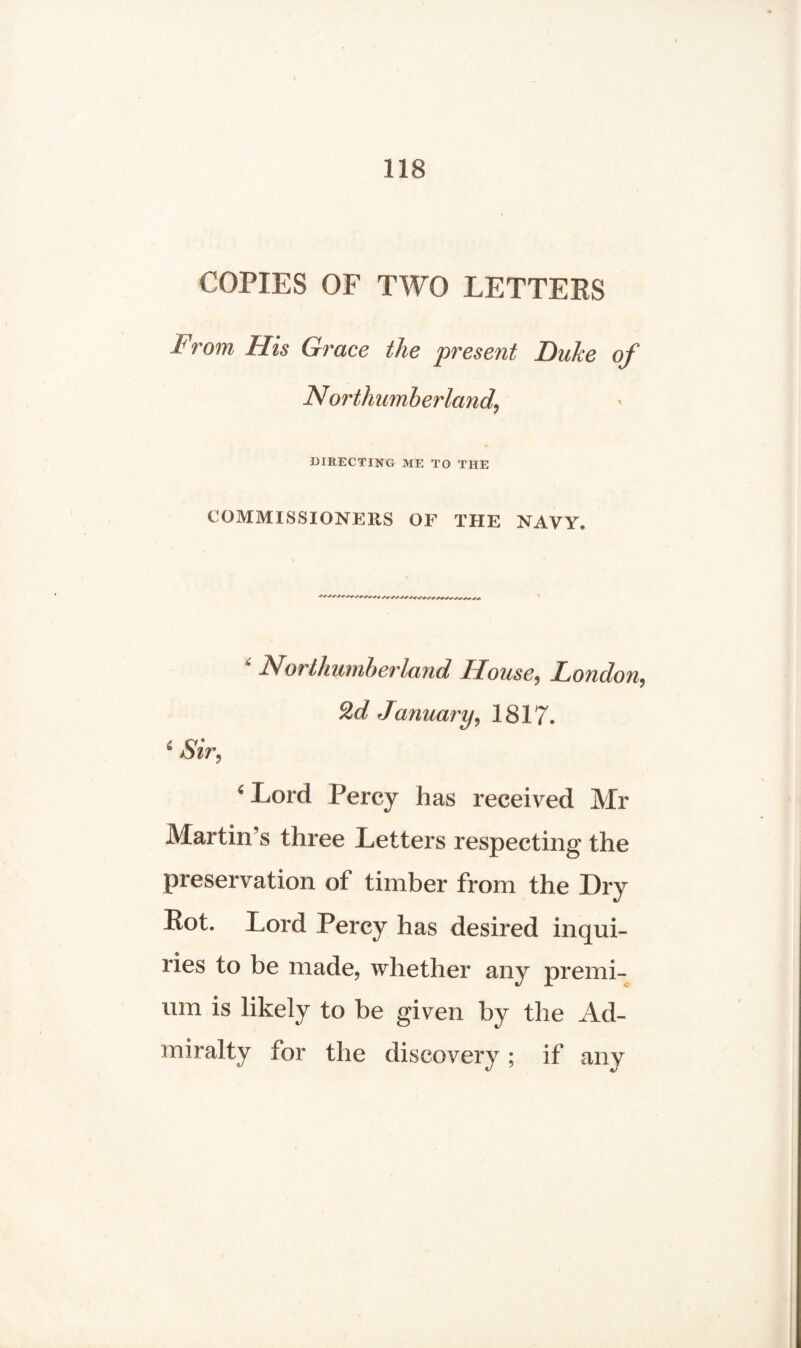 118
COPIES OF TWO LETTERS
From His Grace the present Duke of
Northumberland,
DIRECTING ME TO THE
COMMISSIONERS OF THE NAVY.
‘ Northumberland House, London,
2d January, 1817.
‘ Sir,
‘ Lord Percy has received Mr
Martin’s three Letters respecting the
preservation of timber from the Dry
Rot. Lord Percy has desired inqui-
ries to be made, whether any premi-
um is likely to be given by the Ad-
miralty for the discovery ; if any